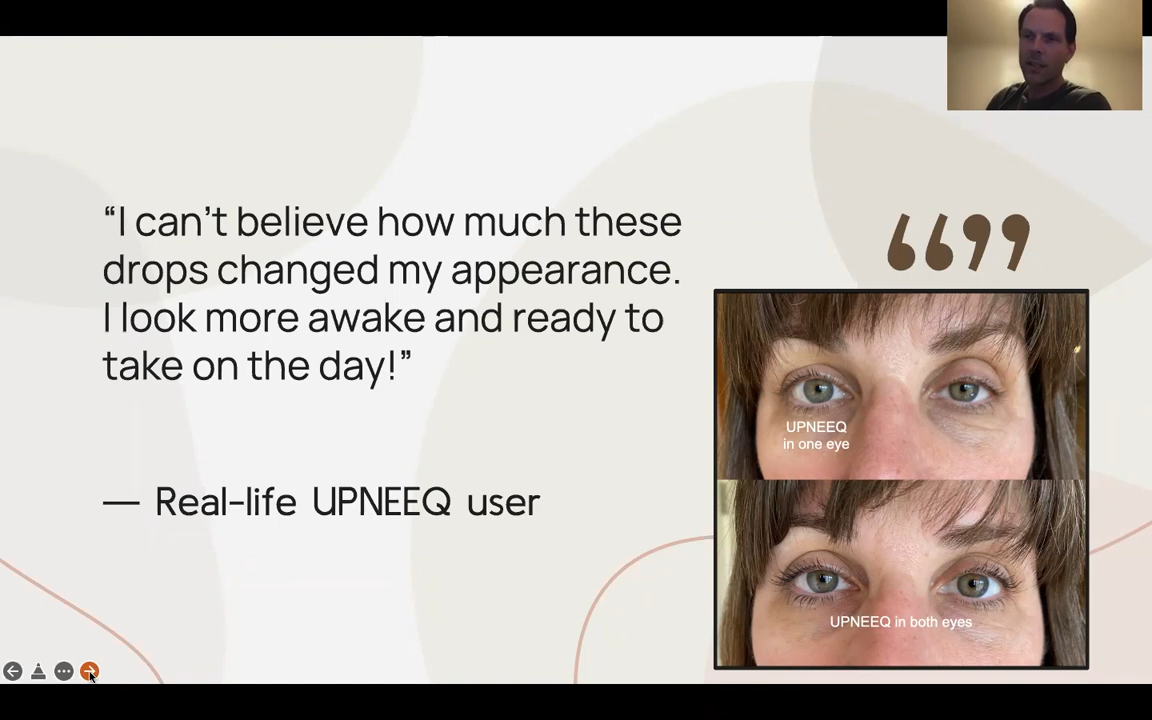 “I can’t believe how much these
drops changed my appearance.
I look more awake and ready to
take on the day!”
— Real-life UPNEEQ user
“”
UPNEEQ
in one eye
UPNEEQ in both eyes